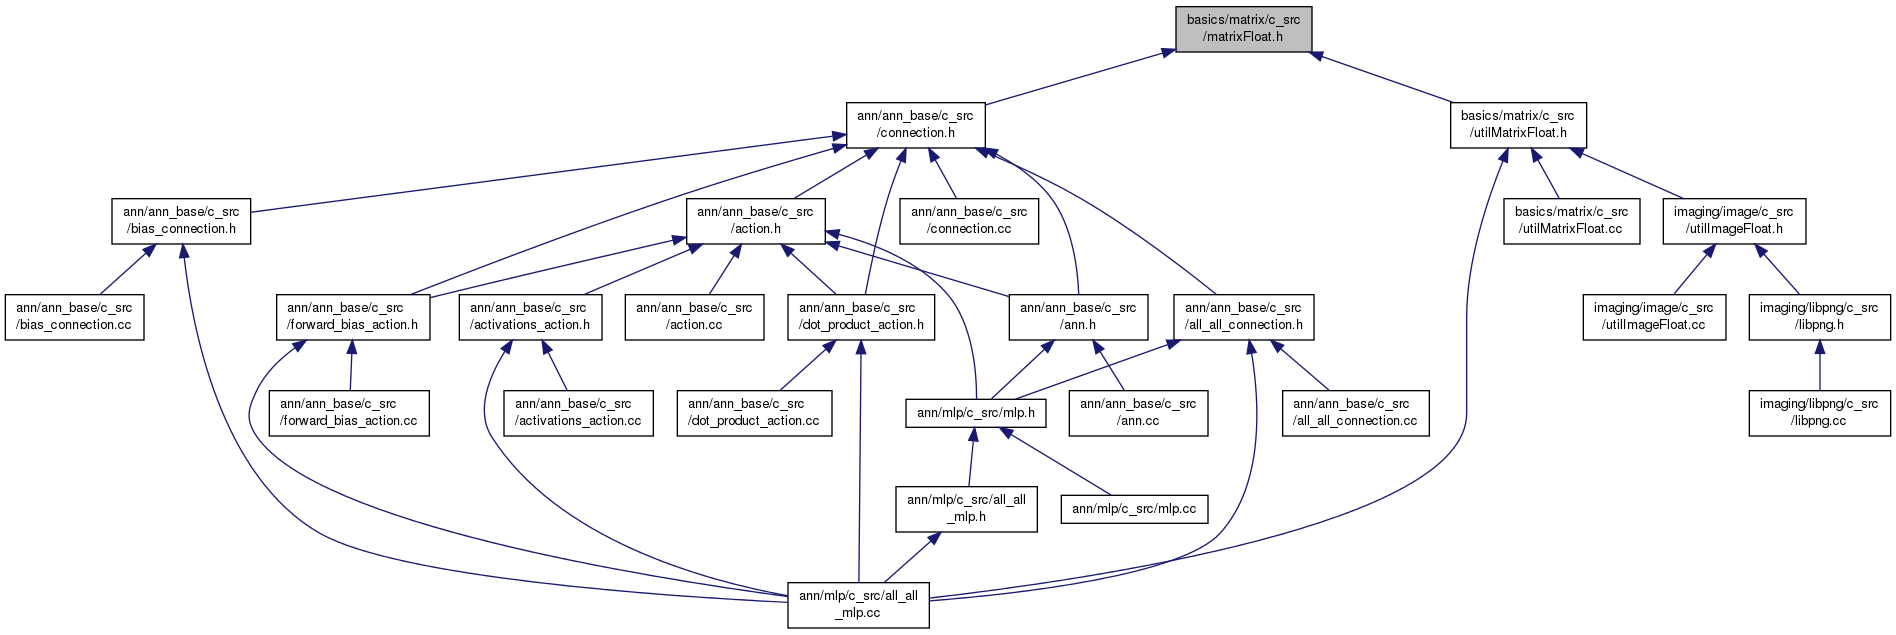 basics/matrix/c_src
/matrixFloat.h
ann/ann_base/c_src
/connection.h
basics/matrix/c_src
/utilMatrixFloat.h
ann/ann_base/c_src
/bias_connection.h
ann/ann_base/c_src
/action.h
ann/ann_base/c_src
/connection.cc
basics/matrix/c_src
/utilMatrixFloat.cc
imaging/image/c_src
/utilImageFloat.h
ann/ann_base/c_src
/bias_connection.cc
ann/ann_base/c_src
/forward_bias_action.h
ann/ann_base/c_src
/activations_action.h
ann/ann_base/c_src
/action.cc
ann/ann_base/c_src
/dot_product_action.h
ann/ann_base/c_src
/ann.h
ann/ann_base/c_src
/all_all_connection.h
imaging/image/c_src
/utilImageFloat.cc
imaging/libpng/c_src
/libpng.h
ann/ann_base/c_src
/forward_bias_action.cc
ann/ann_base/c_src
/activations_action.cc
ann/ann_base/c_src
/dot_product_action.cc
ann/mlp/c_src/mlp.h
ann/ann_base/c_src
/ann.cc
ann/ann_base/c_src
/all_all_connection.cc
imaging/libpng/c_src
/libpng.cc
ann/mlp/c_src/all_all
_mlp.h
ann/mlp/c_src/mlp.cc
ann/mlp/c_src/all_all
_mlp.cc